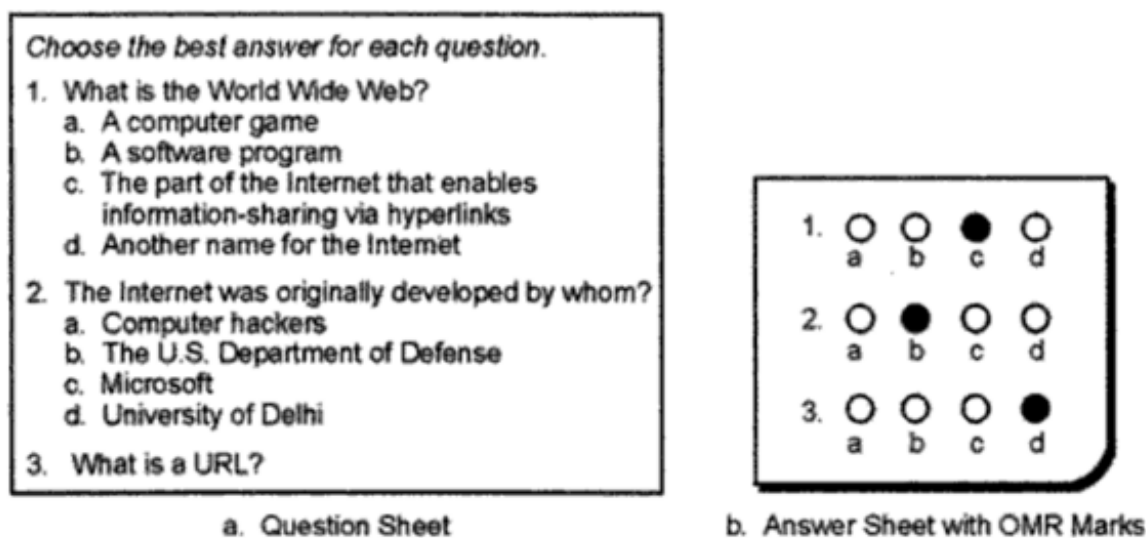 Choose the best answer for each question.
1. What is the World Wide Web?
a. A computer game
b. A software program
c. The part of the Internet that enables
information-sharing via hyperlinks
d. Another name for the Internet
2. The Internet was originally developed by whom?
a. Computer hackers
b. The U.S. Department of Defense
c. Microsoft
d. University of Delhi
3. What is a URL?
a. Question Sheet
1.
a b c d
2.
a b c d
3.
a b c d
b. Answer Sheet with OMR Marks